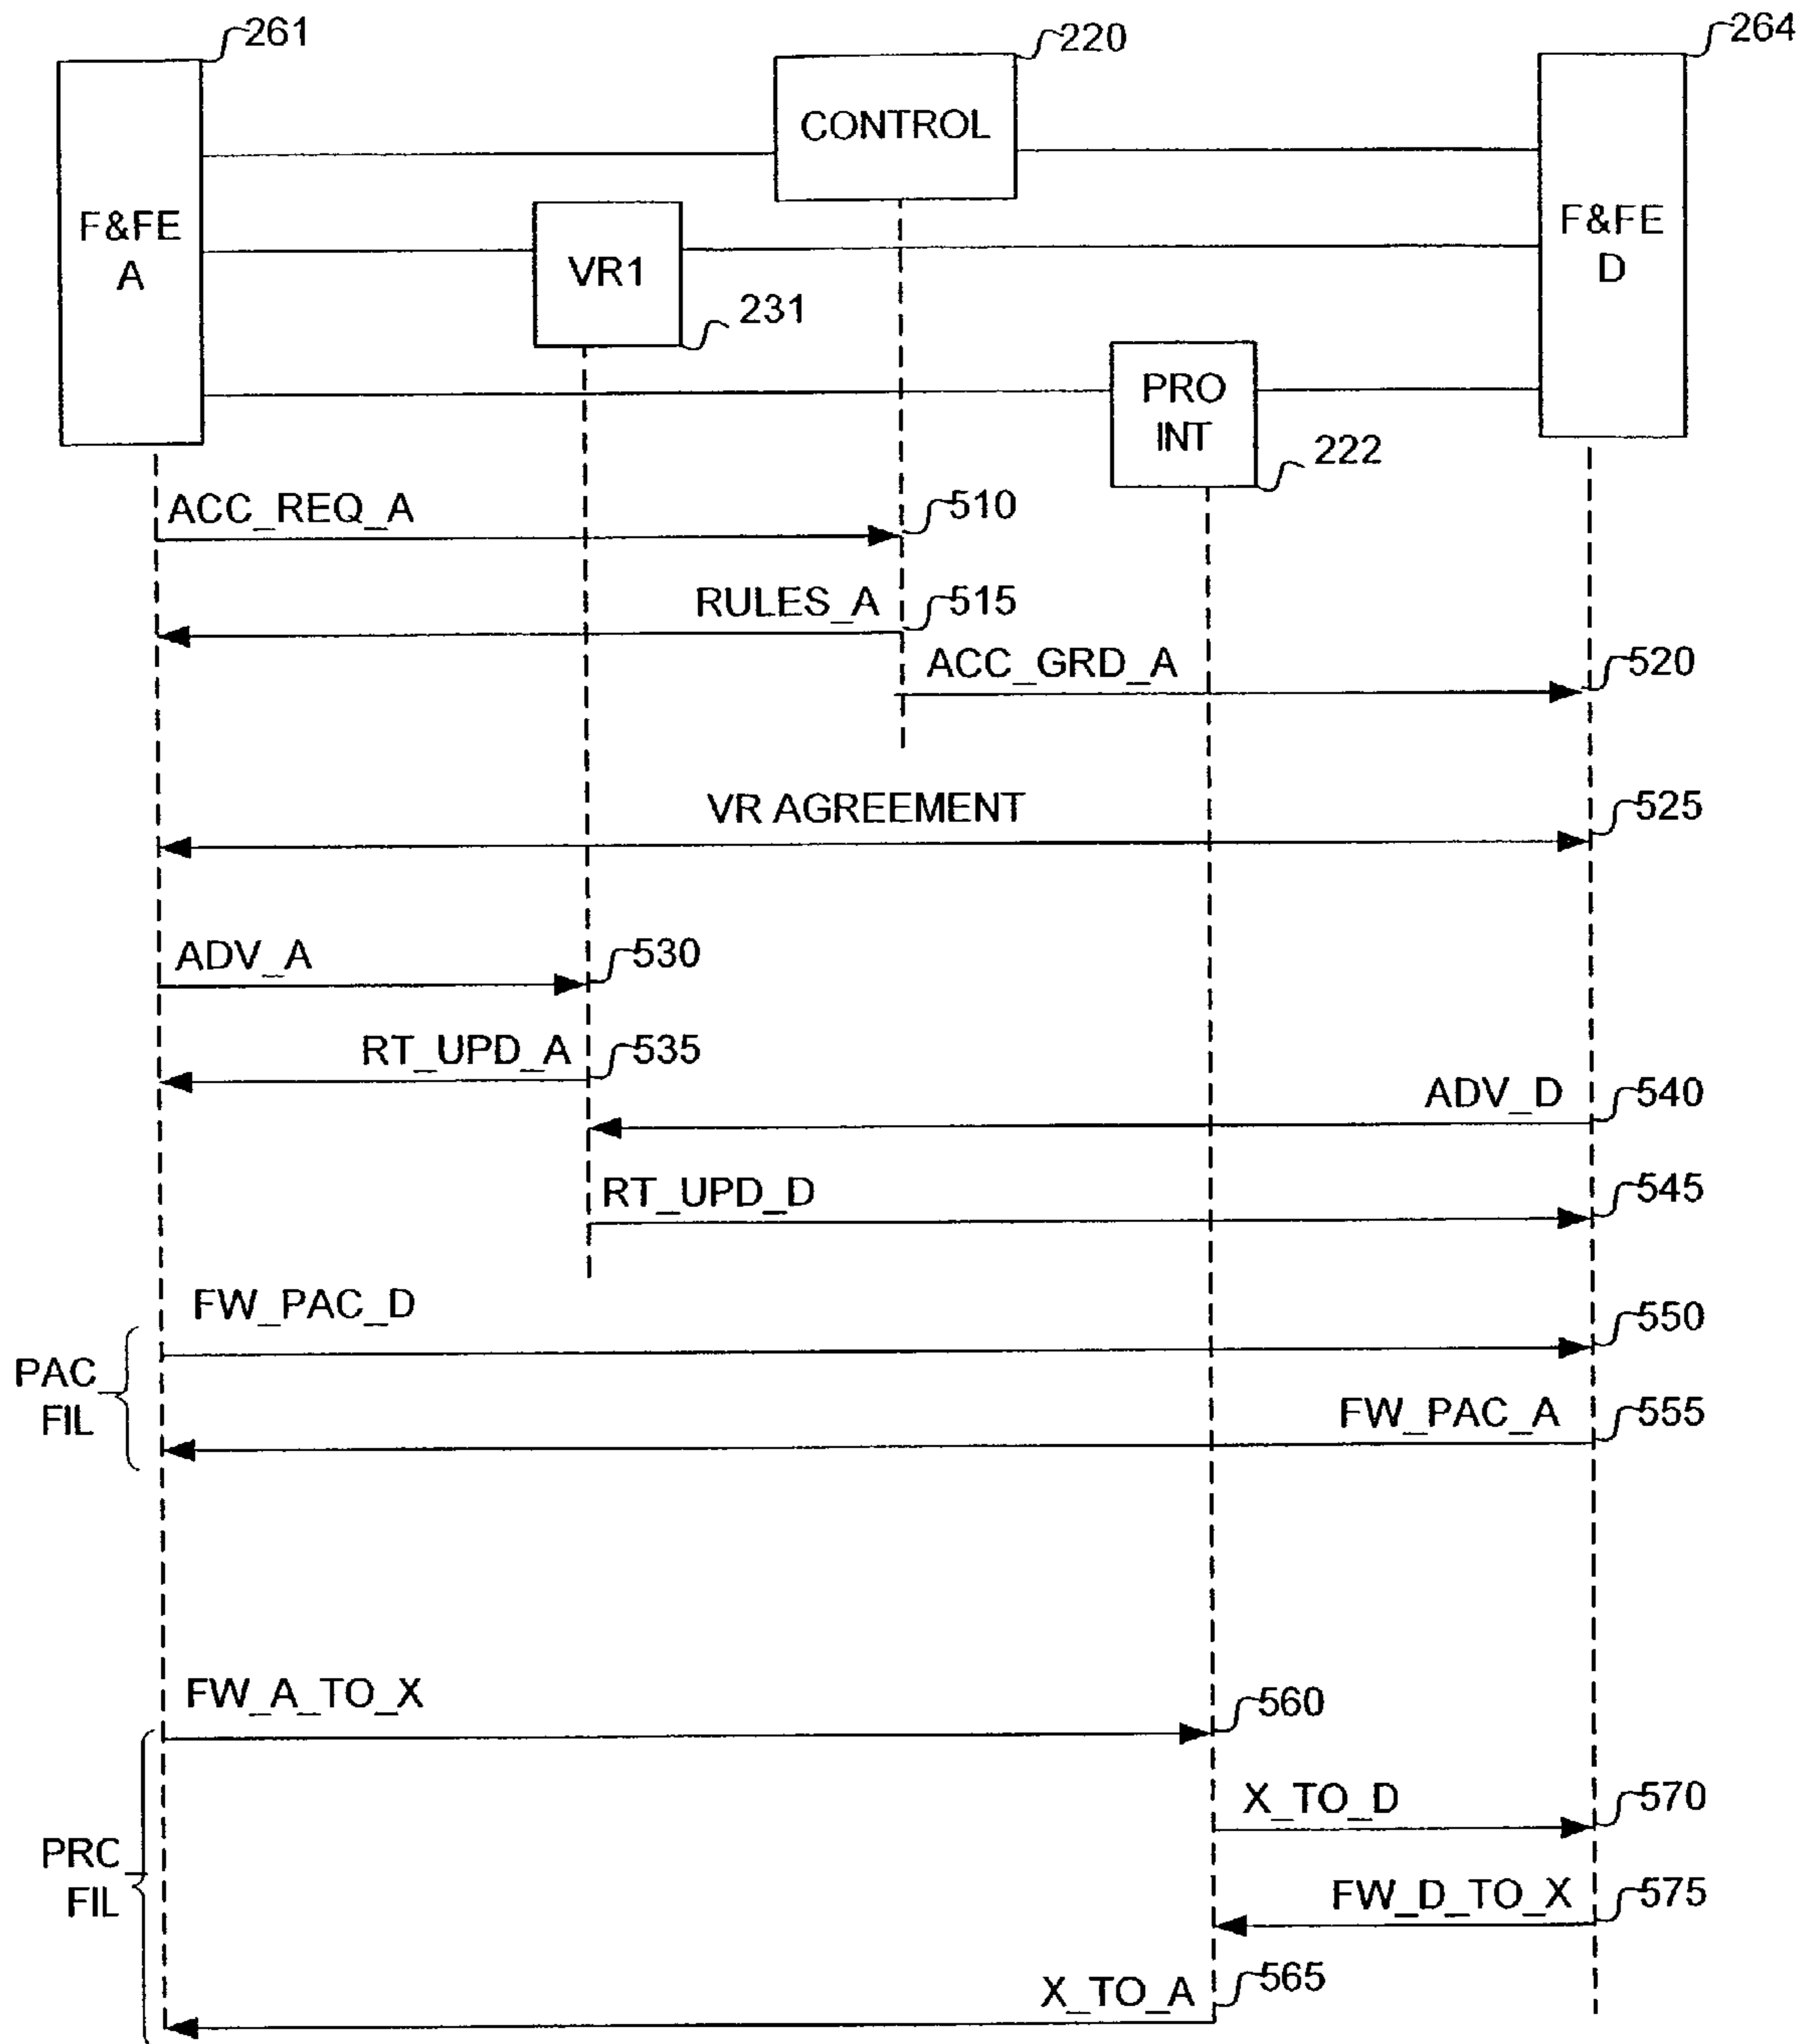 261
220
264
CONTROL
F&FE
A
VR1
F&FE
D
231
PRO
INT
222
ACC_REQ_A
510
RULES_A
515
ACC_GRD_A
520
VR AGREEMENT
525
ADV_A
530
RT_UPD_A
535
ADV_D
540
RT_UPD_D
545
FW_PAC_D
550
PAC
FIL
FW_PAC_A
555
FW_A_TO_X
560
X_TO_D
570
PRC
FIL
FW_D_TO_X
575
X_TO_A
565